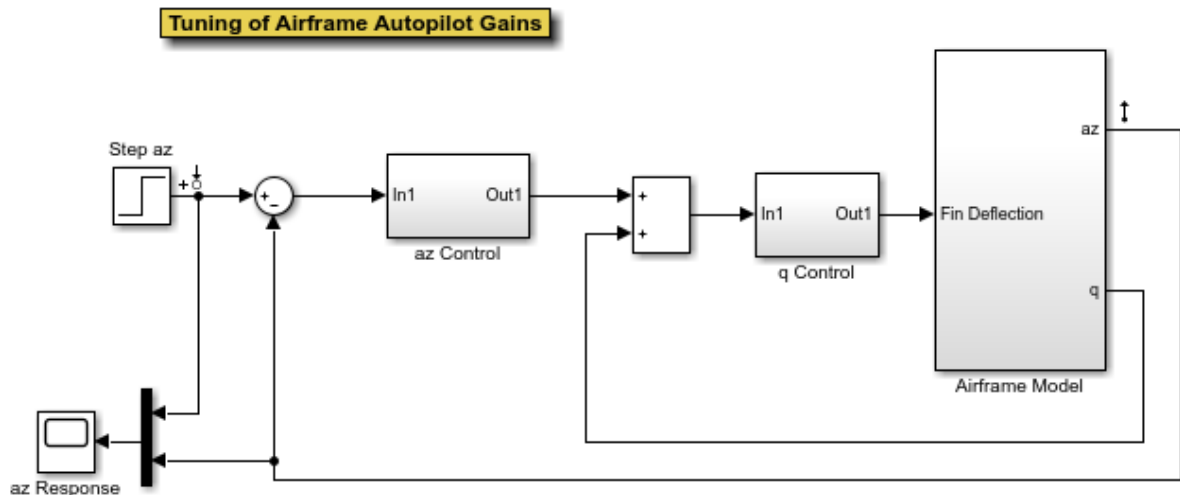 Tuning of Airframe Autopilot Gains
Step az
+
+
−
In1
Out1
az Control
+
+
In1
Out1
q Control
az
Fin Deflection
q
Airframe Model
az Response